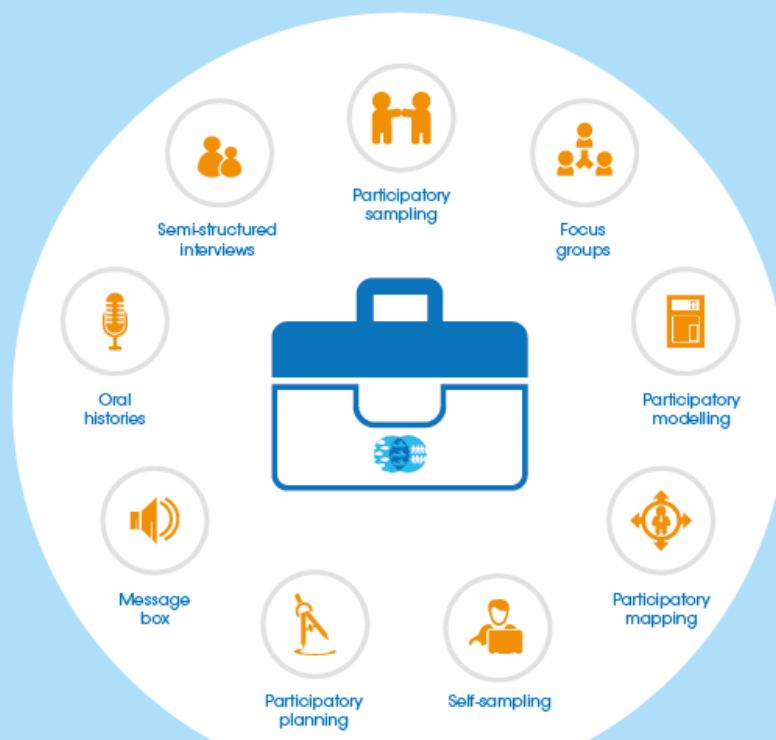 Participatory
sampling
Semi-structured
interviews
Focus
groups
Oral
histories
Participatory
modelling
Message
box
Participatory
mapping
Participatory
planning
Self-sampling